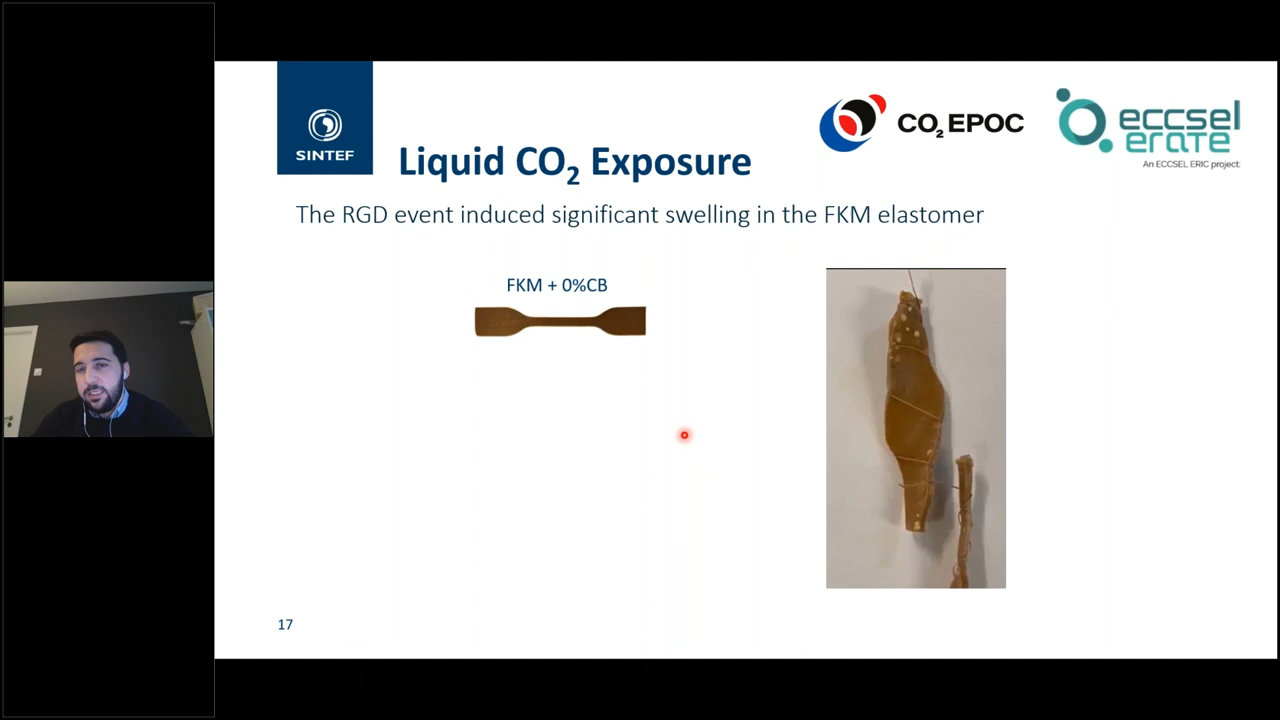 SINTEF
CO₂ EPOC
eccsel
erate
An ECCSEL ERIC project
Liquid CO₂ Exposure
The RGD event induced significant swelling in the FKM elastomer
FKM + 0%CB
17